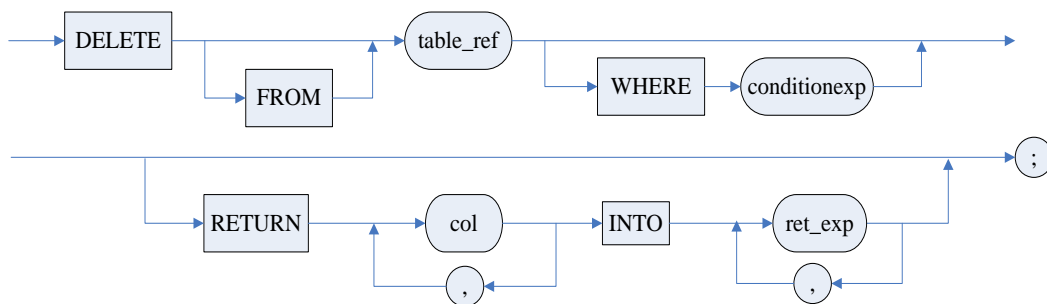 DELETE table_ref
FROM WHERE conditionexp
;
RETURN col INTO ret_exp
, ,